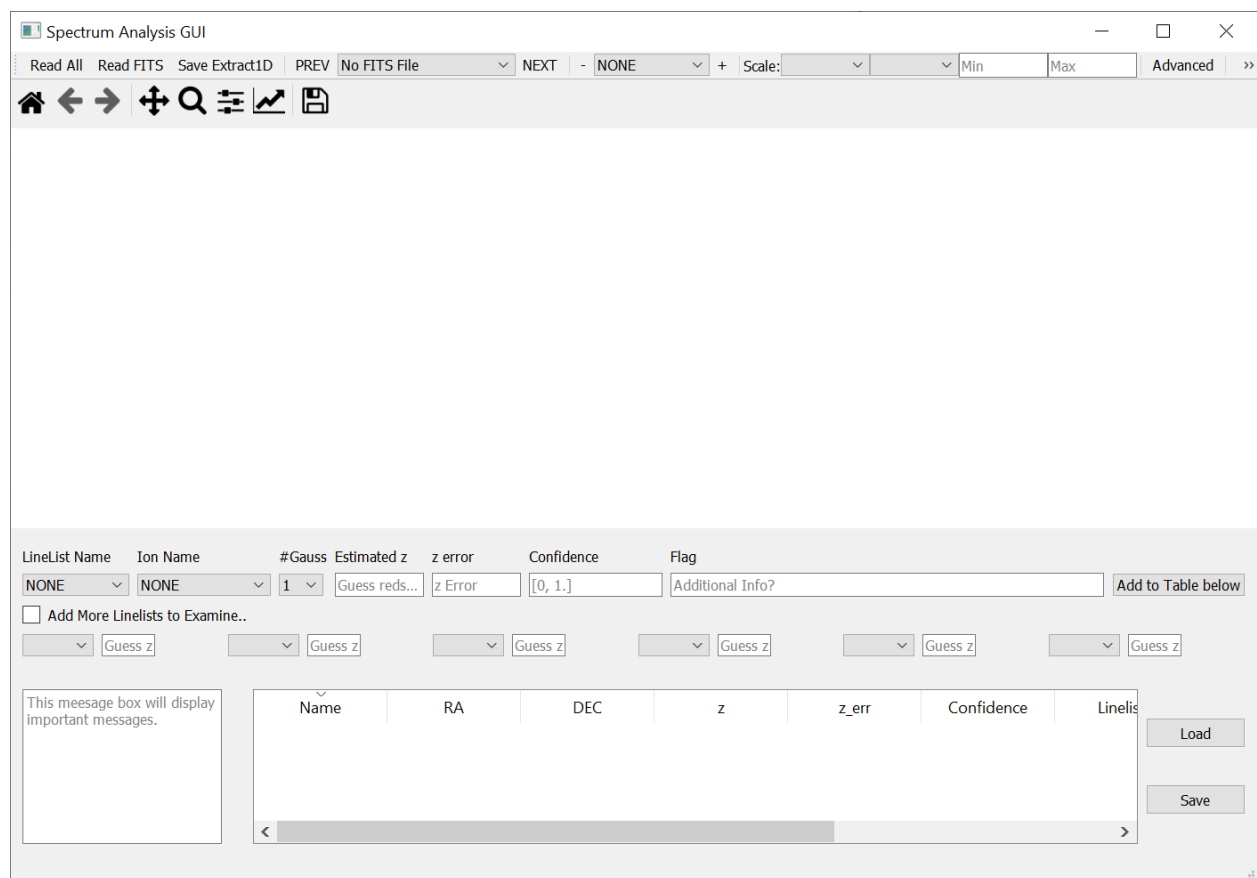 Spectrum Analysis GUI
Read All Read FITS Save Extract1D PREV No FITS File NEXT - NONE + Scale: Min Max Advanced »
LineList Name Ion Name #Gauss Estimated z z error Confidence Flag
NONE NONE 1 Guess reds... z Error [0, 1.] Additional Info? Add to Table below
Add More Linelists to Examine..
Guess z Guess z Guess z Guess z Guess z Guess z
This meesage box will display
important messages.
Name RA DEC z z_err Confidence Linelis
Load
Save